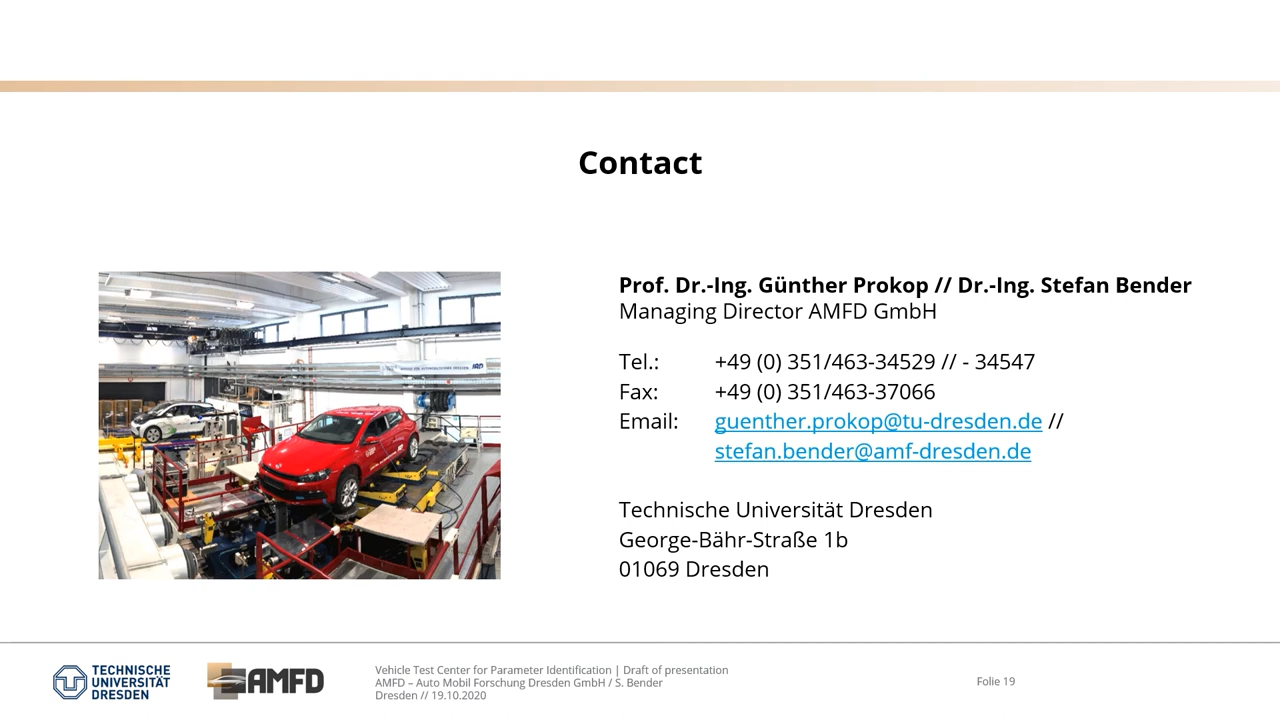 Contact
Prof. Dr.-Ing. Günther Prokop // Dr.-Ing. Stefan Bender
Managing Director AMFD GmbH
Tel.: +49 (0) 351/463-34529 // - 34547
Fax: +49 (0) 351/463-37066
Email: guenther.prokop@tu-dresden.de //
stefan.bender@amf-dresden.de
Technische Universität Dresden
George-Bähr-Straße 1b
01069 Dresden
TECHNISCHE
UNIVERSITÄT
DRESDEN
AMFD
Vehicle Test Center for Parameter Identification | Draft of presentation
AMFD – Auto Mobil Forschung Dresden GmbH / S. Bender
Dresden // 19.10.2020
Folie 19